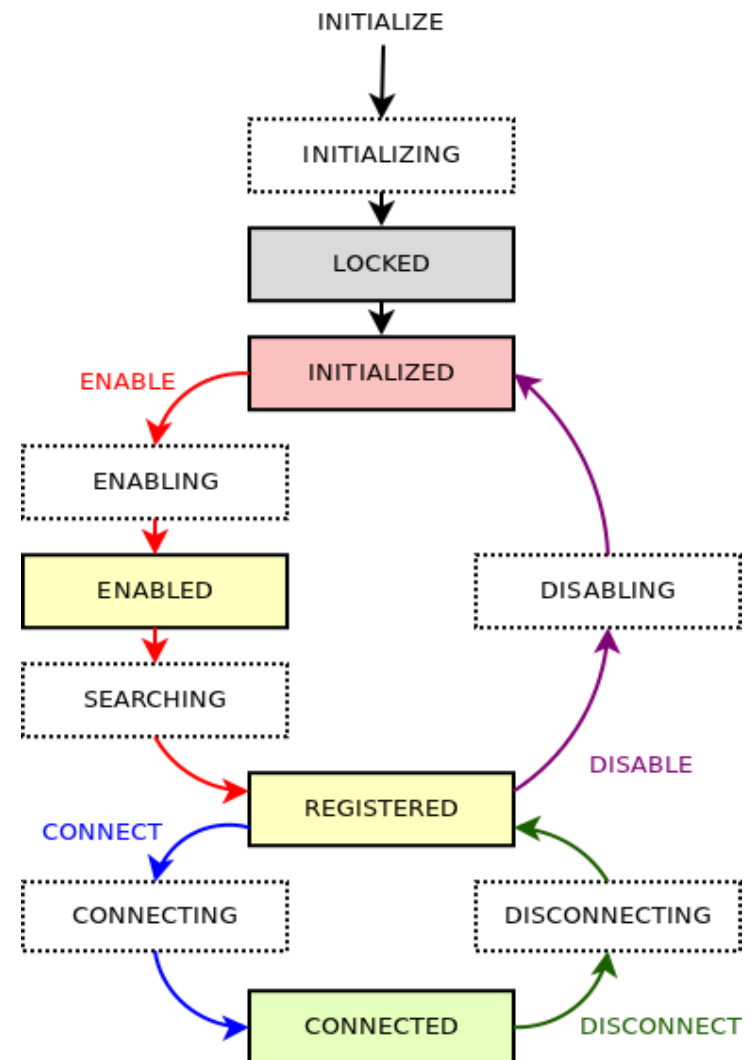 INITIALIZE
INITIALIZING
LOCKED
INITIALIZED
ENABLE
ENABLING
ENABLED
DISABLING
SEARCHING
DISABLE
REGISTERED
CONNECT
CONNECTING
DISCONNECTING
CONNECTED
DISCONNECT